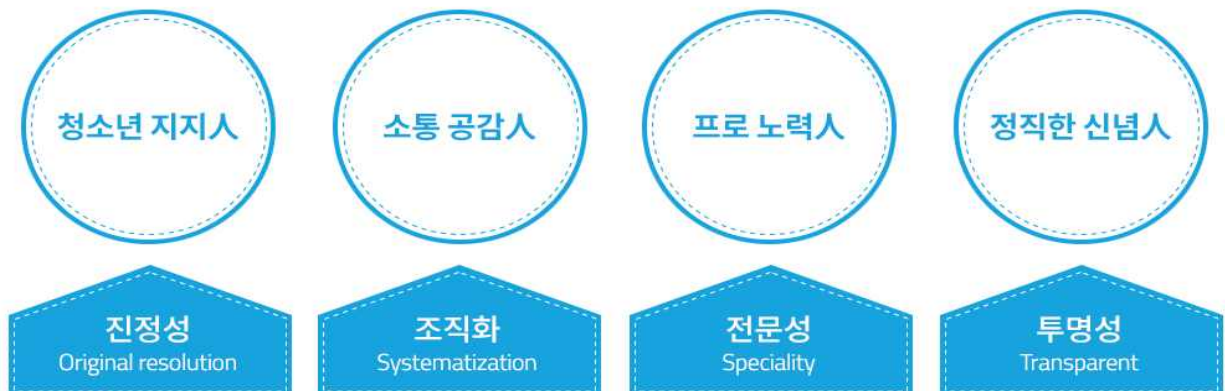 청소년 지지人
소통 공감人
프로 노력人
정직한 신념人
진정성
Original resolution
조직화
Systematization
전문성
Speciality
투명성
Transparent